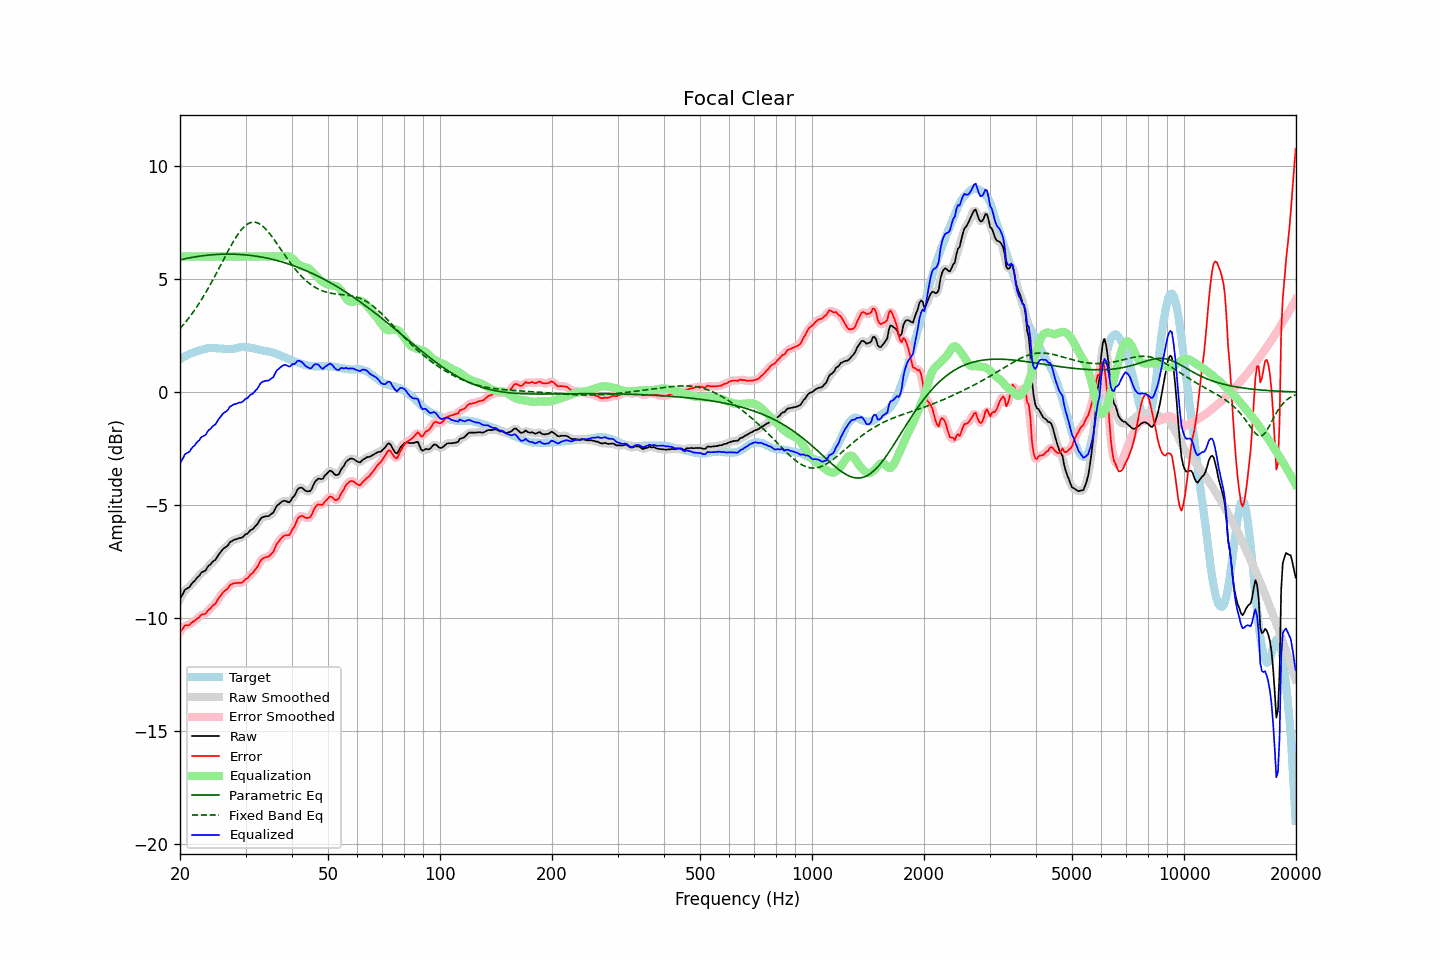 Focal Clear
10
5
0
−5
−10
−15
−20
Amplitude (dBr)
Target
Raw Smoothed
Error Smoothed
Raw
Error
Equalization
Parametric Eq
Fixed Band Eq
Equalized
20 50 100 200 500 1000 2000 5000 10000 20000
Frequency (Hz)